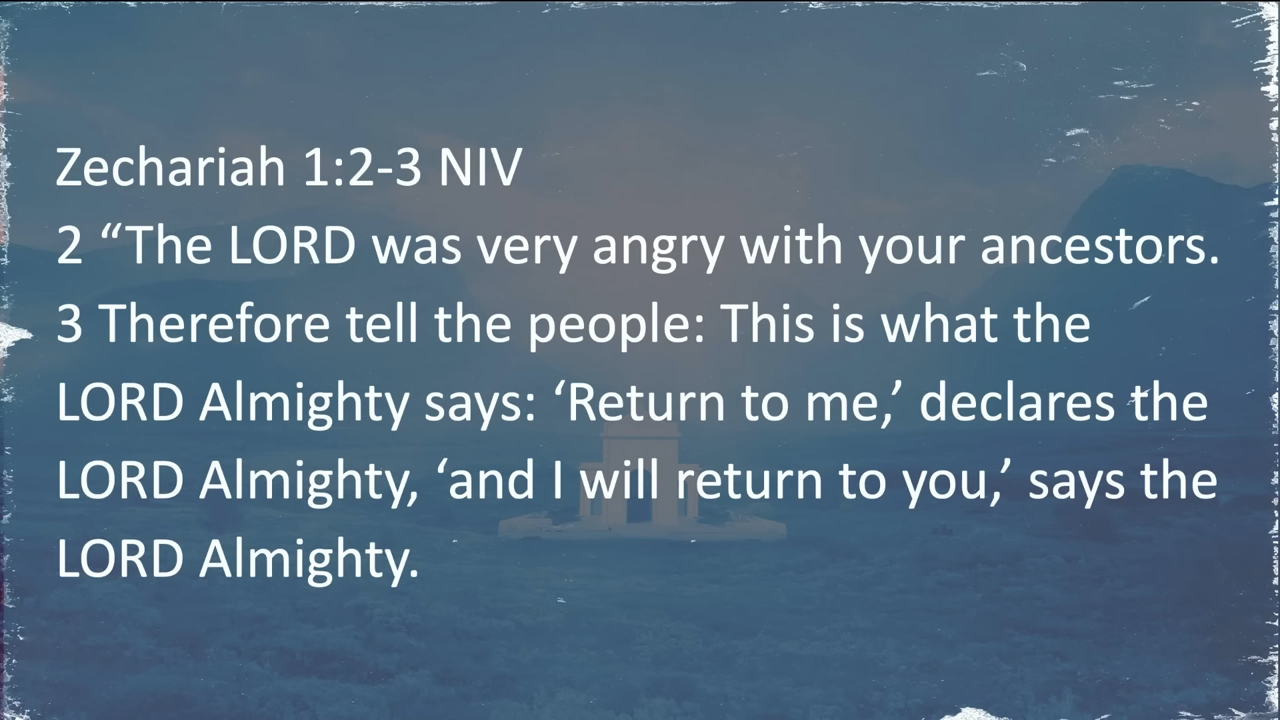 Zechariah 1:2-3 NIV
2 “The LORD was very angry with your ancestors.
3 Therefore tell the people: This is what the
LORD Almighty says: ‘Return to me,’ declares the
LORD Almighty, ‘and I will return to you,’ says the
LORD Almighty.